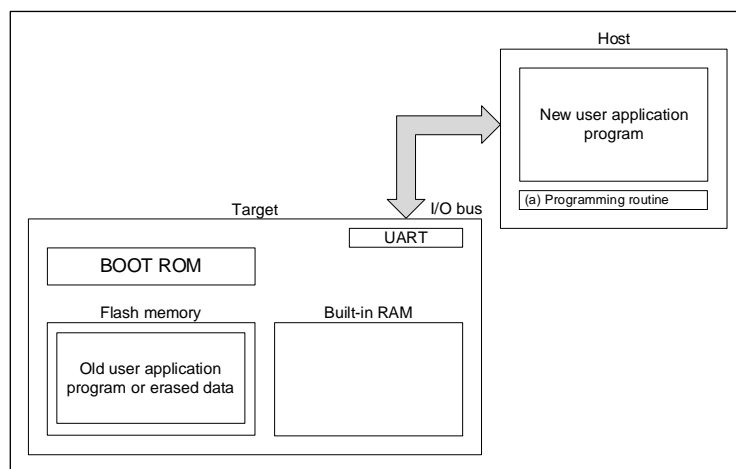 Host
New user application
program
(a) Programming routine
Target
I/O bus
UART
BOOT ROM
Flash memory
Built-in RAM
Old user application
program or erased data